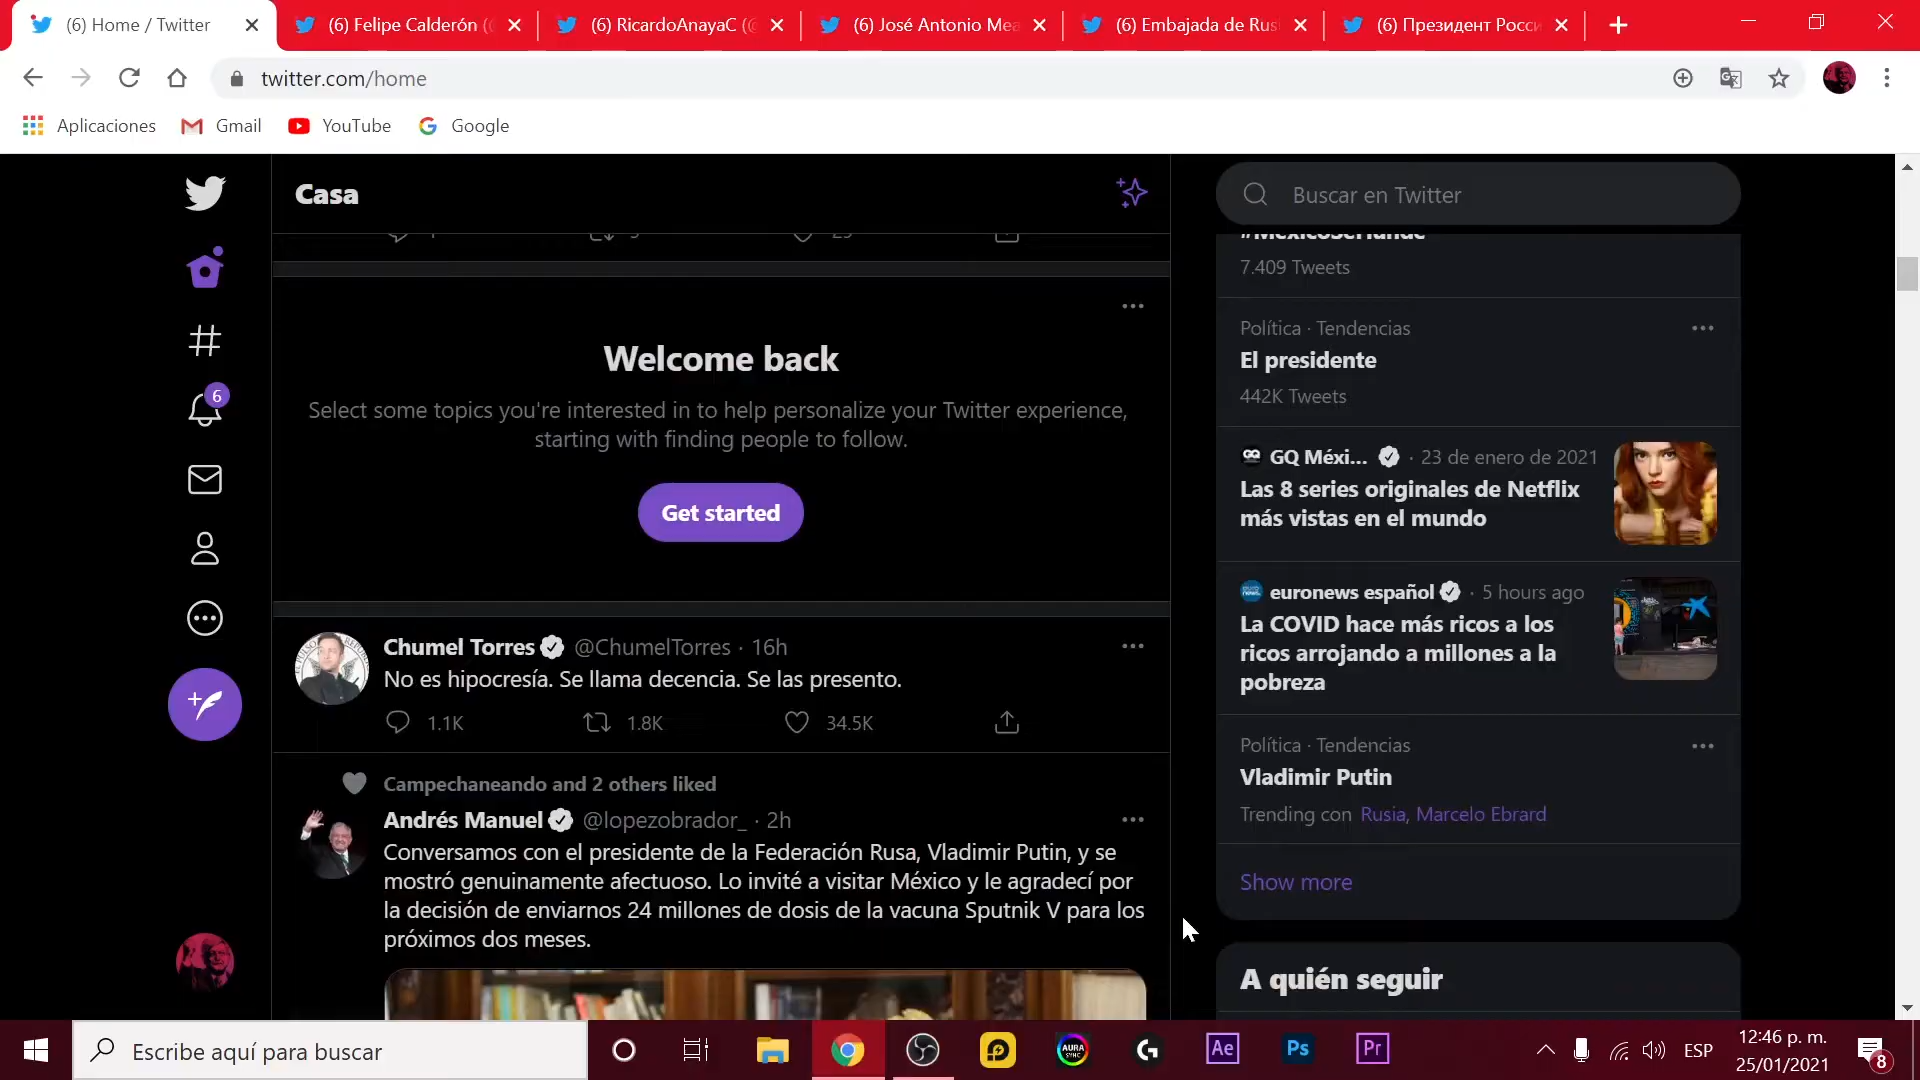 (6) Home / Twitter
(6) Felipe Calderón (
(6) RicardoAnayaC (@
(6) José Antonio Mea
(6) Embajada de Rus
(6) Президент Росси
twitter.com/home
Aplicaciones
Gmail
YouTube
Google
Casa
Welcome back
Select some topics you're interested in to help personalize your Twitter experience,
starting with finding people to follow.
Get started
Chumel Torres @ChumelTorres · 16h
No es hipocresía. Se llama decencia. Se las presento.
1.1K 1.8K 34.5K
Campechaneando and 2 others liked
Andrés Manuel @lopezobrador_ · 2h
Conversamos con el presidente de la Federación Rusa, Vladimir Putin, y se
mostró genuinamente afectuoso. Lo invité a visitar México y le agradecí por
la decisión de enviarnos 24 millones de dosis de la vacuna Sputnik V para los
próximos dos meses.
6
Buscar en Twitter
7.409 Tweets
Política · Tendencias
El presidente
442K Tweets
GQ Méxi... · 23 de enero de 2021
Las 8 series originales de Netflix
más vistas en el mundo
euronews español · 5 hours ago
La COVID hace más ricos a los
ricos arrojando a millones a la
pobreza
Política · Tendencias
Vladimir Putin
Trending con Rusia, Marcelo Ebrard
Show more
A quién seguir
Escribe aquí para buscar
AURA
SYNC
Ae
Ps
Pr
ESP
12:46 p. m.
25/01/2021
8